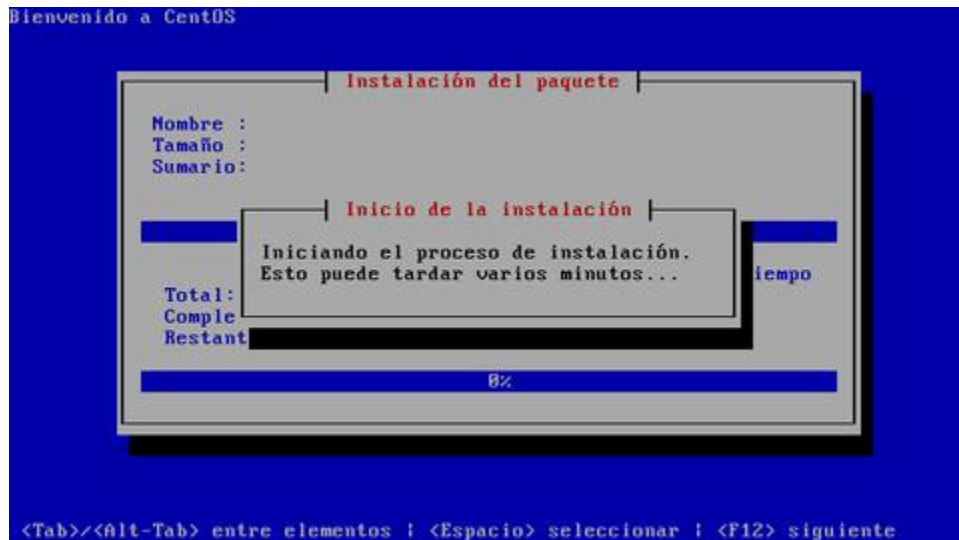 Bienvenido a CentOS
Instalación del paquete
Nombre :
Tamaño :
Sumario:
Inicio de la instalación
Iniciando el proceso de instalación.
Esto puede tardar varios minutos...
iempo
Total:
Comple
Restant
0%
<Tab>/<Alt-Tab> entre elementos | <Espacio> seleccionar | <F12> siguiente